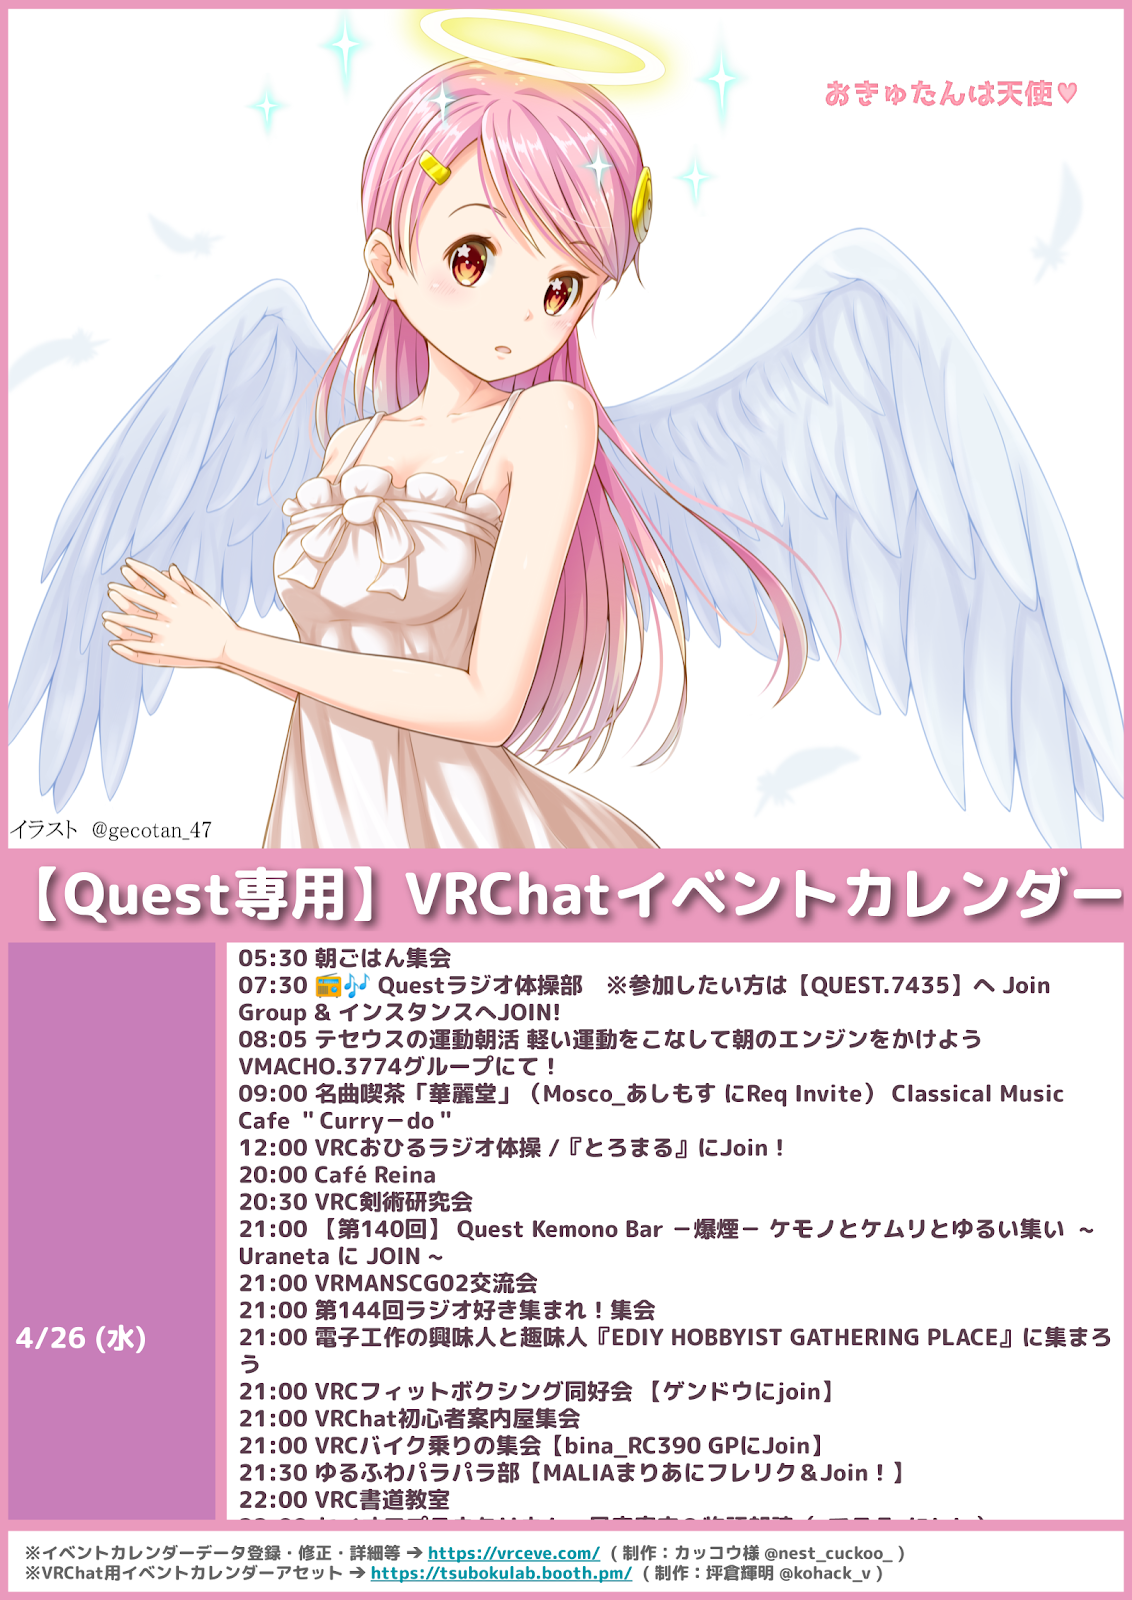 おきゅたんは天使♥
イラスト @gecotan_47
【Quest専用】VRChatイベントカレンダー
4/26 (水)
05:30 朝ごはん集会
07:30 📻🎶 Questラジオ体操部　※参加したい方は【QUEST.7435】へ Join
Group & インスタンスへJOIN!
08:05 テセウスの運動朝活 軽い運動をこなして朝のエンジンをかけよう
VMACHO.3774グループにて！
09:00 名曲喫茶「華麗堂」（Mosco_あしもす にReq Invite） Classical Music
Cafe ＂Curry－do＂
12:00 VRCおひるラジオ体操 /『とろまる』にJoin！
20:00 Café Reina
20:30 VRC剣術研究会
21:00 【第140回】 Quest Kemono Bar －爆煙－ ケモノとケムリとゆるい集い ~
Uraneta に JOIN ~
21:00 VRMANSCG02交流会
21:00 第144回ラジオ好き集まれ！集会
21:00 電子工作の興味人と趣味人『EDIY HOBBYIST GATHERING PLACE』に集まろ
う
21:00 VRCフィットボクシング同好会 【ゲンドウにjoin】
21:00 VRChat初心者案内屋集会
21:00 VRCバイク乗りの集会【bina_RC390 GPにJoin】
21:30 ゆるふわパラパラ部【MALIAまりあにフレリク＆Join！】
22:00 VRC書道教室
※イベントカレンダーデータ登録・修正・詳細等 ➔ https://vrceve.com/ ( 制作：カッコウ様 @nest_cuckoo_ )
※VRChat用イベントカレンダーアセット ➔ https://tsubokulab.booth.pm/ ( 制作：坪倉輝明 @kohack_v )